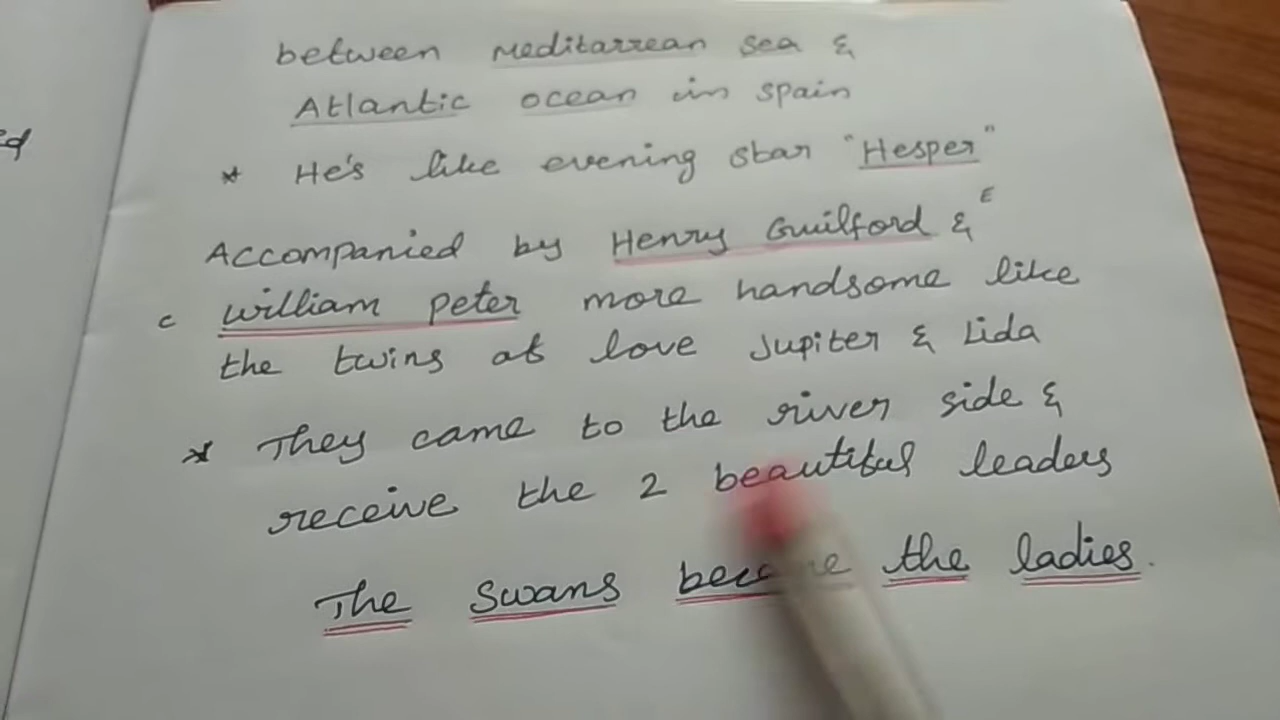 between Meditarrean sea &
Atlantic ocean in spain
* He's like evening star "Hesper"
Accompanied by Henry Guilford &
William Peter more handsome like
the twins at love Jupiter & Lida
* They came to the river side &
receive the 2 beautiful leaders
The Swans become the ladies.